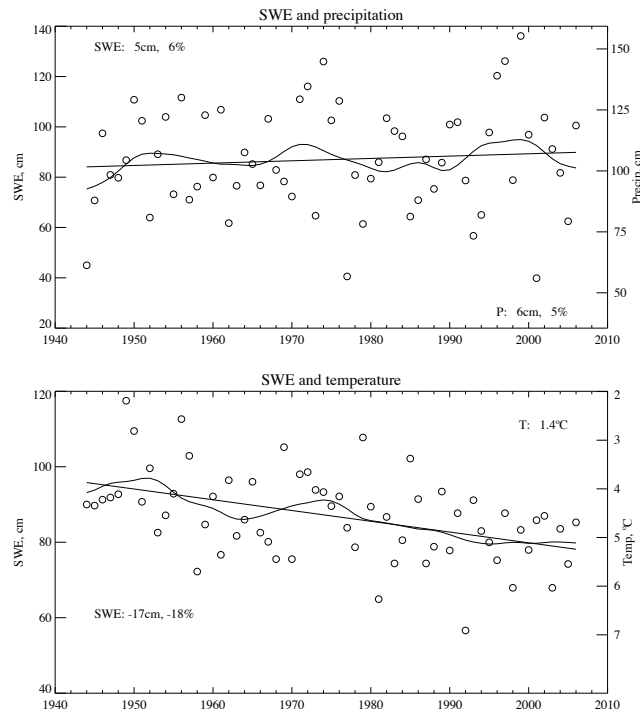 SWE and precipitation
140
120
100
80
60
40
20
SWE, cm
SWE: 5cm, 6%
150
125
100
75
50
Precip, cm
P: 6cm, 5%
1940 1950 1960 1970 1980 1990 2000 2010
SWE and temperature
120
100
80
60
40
SWE, cm
T: 1.4ºC
2
3
4
5
6
7
Temp, ºC
SWE: -17cm, -18%
1940 1950 1960 1970 1980 1990 2000 2010